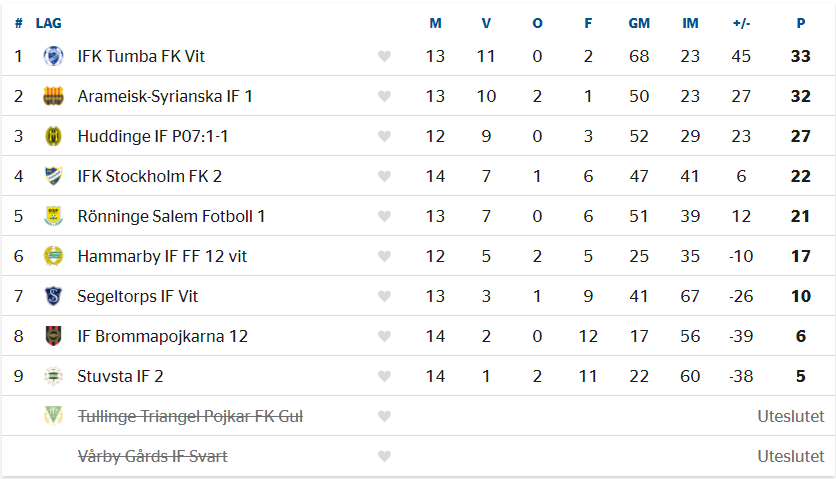 # LAG M V O F GM IM +/- P
1 IFK Tumba FK Vit 13 11 0 2 68 23 45 33
2 Arameisk-Syrianska IF 1 13 10 2 1 50 23 27 32
3 Huddinge IF P07:1-1 12 9 0 3 52 29 23 27
4 IFK Stockholm FK 2 14 7 1 6 47 41 6 22
5 Rönninge Salem Fotboll 1 13 7 0 6 51 39 12 21
6 Hammarby IF FF 12 vit 12 5 2 5 25 35 -10 17
7 Segeltorps IF Vit 13 3 1 9 41 67 -26 10
8 IF Brommapojkarna 12 14 2 0 12 17 56 -39 6
9 Stuvsta IF 2 14 1 2 11 22 60 -38 5
Tullinge Triangel Pojkar FK Gul Uteslutet
Vårby Gårds IF Svart Uteslutet